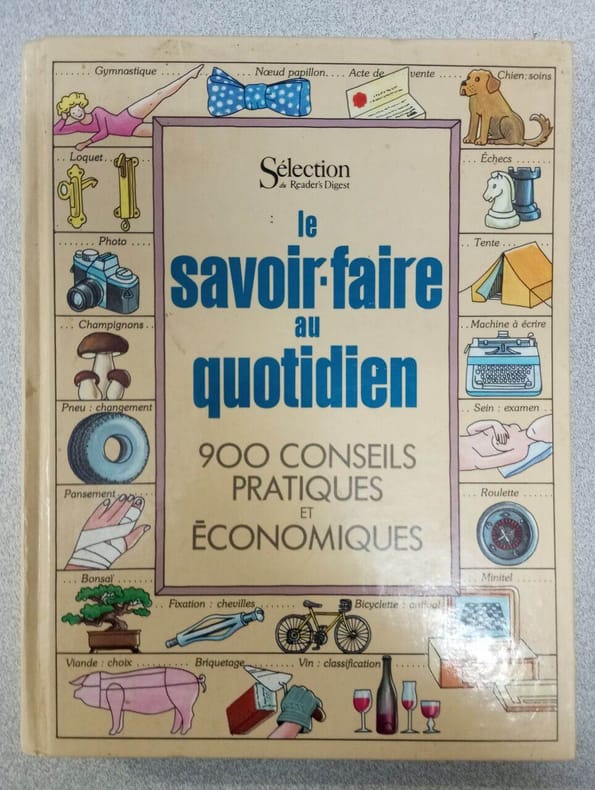 Gymnastique
Nœud papillon
Acte de vente
Chien: soins
Loquet
Sélection
du Reader's Digest
Échecs
le
savoir-faire
au
quotidien
Photo
Tente
Champignons
Machine à écrire
Pneu : changement
Sein : examen
900 CONSEILS
PRATIQUES
ET
ÉCONOMIQUES
Pansement
Roulette
Bonsaï
Minitel
Fixation : chevilles
Bicyclette : antivol
Viande : choix
Briquetage
Vin : classification